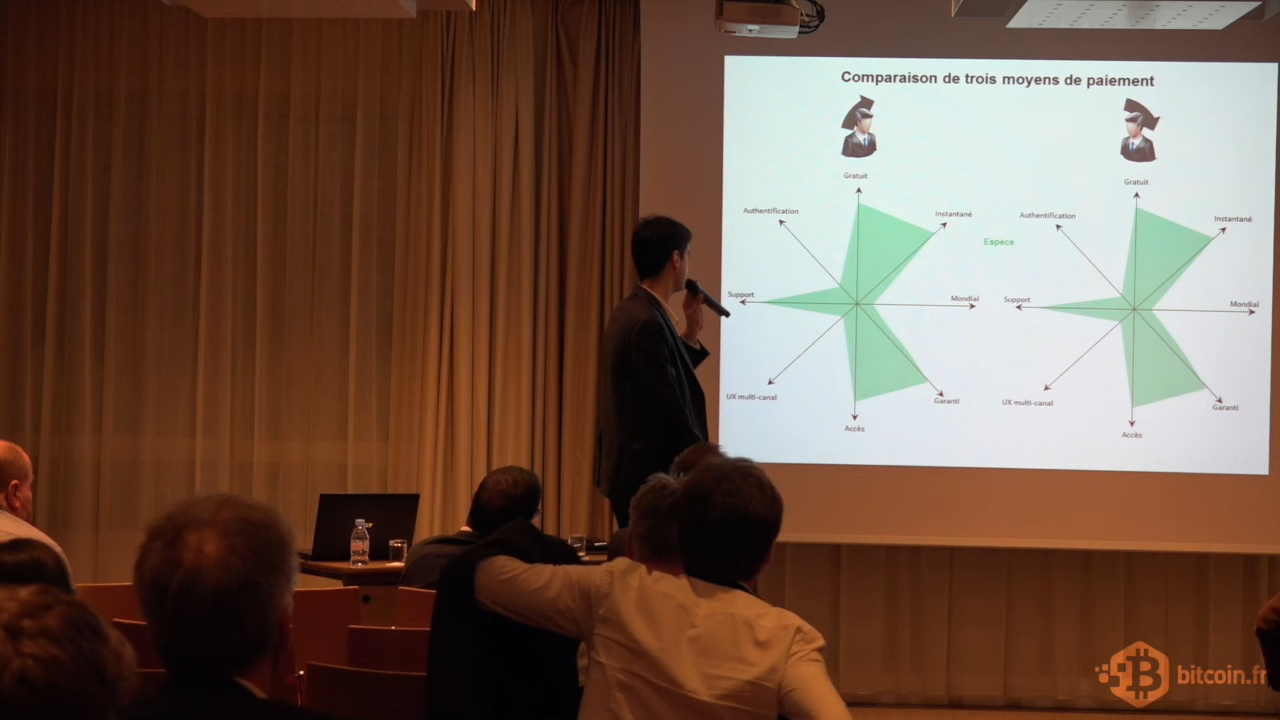 Comparaison de trois moyens de paiement
Gratuit
Gratuit
Authentification
Instantané
Authentification
Instantané
Espèce
Support
Mondial
Support
Mondial
UX multi-canal
Garanti
UX multi-canal
Garanti
Accès
Accès
bitcoin.fr